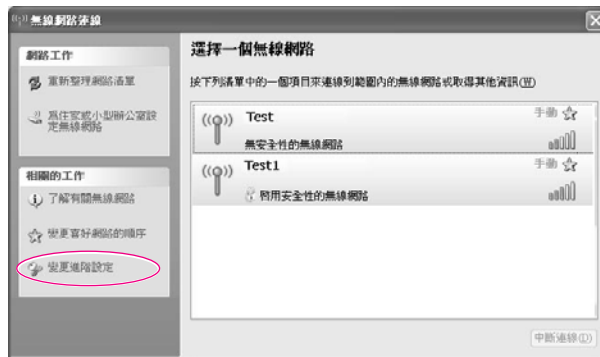 無線網路連線
網路工作
重新整理網路清單
為住家或小型辦公室設
定無線網路
相關的工作
了解有關無線網路
變更喜好網路的順序
變更進階設定
選擇一個無線網路
按下列清單中的一個項目來連線到範圍內的無線網路或取得其他資訊(W)
Test
手動
無安全性的無線網路
Test1
手動
啟用安全性的無線網路
中斷連線(D)